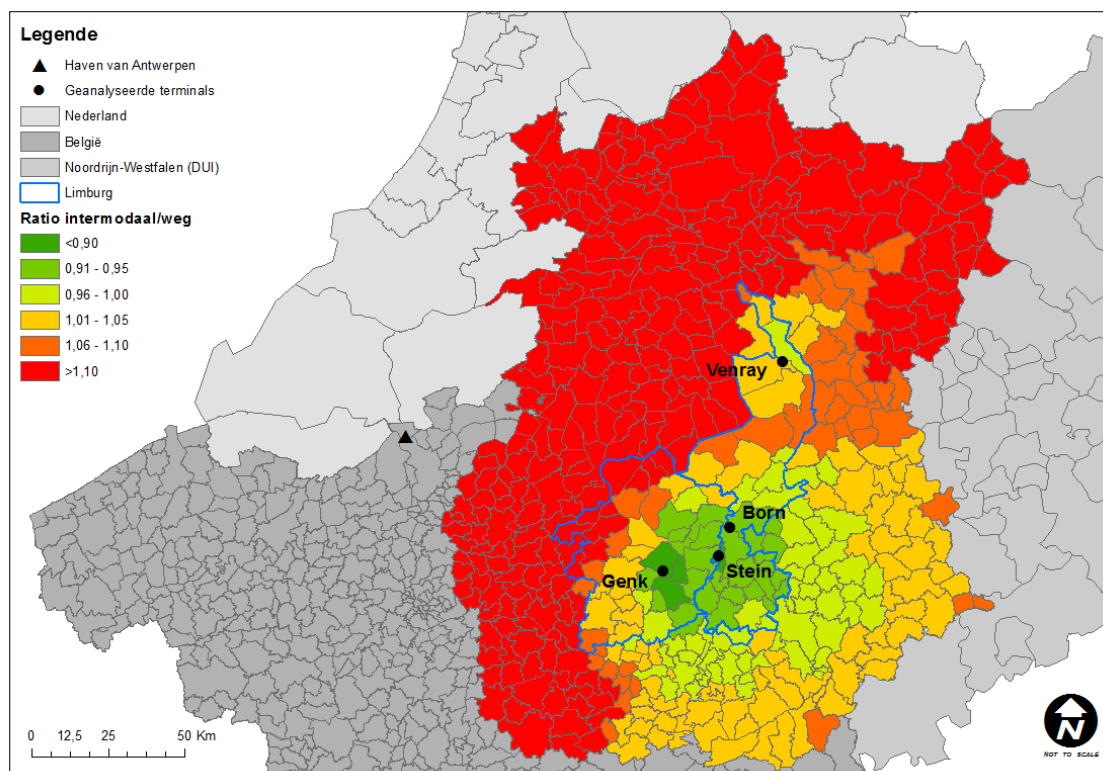 Legende
Haven van Antwerpen
Geanalyseerde terminals
Nederland
België
Noordrijn-Westfalen (DUI)
Limburg
Ratio intermodaal/weg
<0,90
0,91 - 0,95
0,96 - 1,00
1,01 - 1,05
1,06 - 1,10
>1,10
Venray
Born
Stein
Genk
0 12,5 25 50 Km
N
NOT TO SCALE